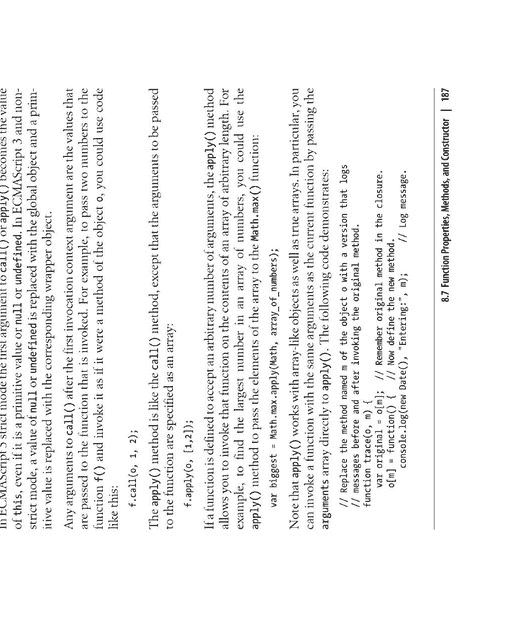 In ECMAScript 5 strict mode the first argument to call() or apply() becomes the value
of this, even if it is a primitive value or null or undefined. In ECMAScript 3 and non-
strict mode, a value of null or undefined is replaced with the global object and a prim-
itive value is replaced with the corresponding wrapper object.
Any arguments to call() after the first invocation context argument are the values that
are passed to the function that is invoked. For example, to pass two numbers to the
function f() and invoke it as if it were a method of the object o, you could use code
like this:
f.call(o, 1, 2);
The apply() method is like the call() method, except that the arguments to be passed
to the function are specified as an array:
f.apply(o, [1,2]);
If a function is defined to accept an arbitrary number of arguments, the apply() method
allows you to invoke that function on the contents of an array of arbitrary length. For
example, to find the largest number in an array of numbers, you could use the
apply() method to pass the elements of the array to the Math.max() function:
var biggest = Math.max.apply(Math, array_of_numbers);
Note that apply() works with array-like objects as well as true arrays. In particular, you
can invoke a function with the same arguments as the current function by passing the
arguments array directly to apply(). The following code demonstrates:
// Replace the method named m of the object o with a version that logs
// messages before and after invoking the original method.
function trace(o, m) {
var original = o[m]; // Remember original method in the closure.
o[m] = function() { // Now define the new method.
console.log(new Date(), "Entering:", m); // Log message.
8.7 Function Properties, Methods, and Constructor | 187